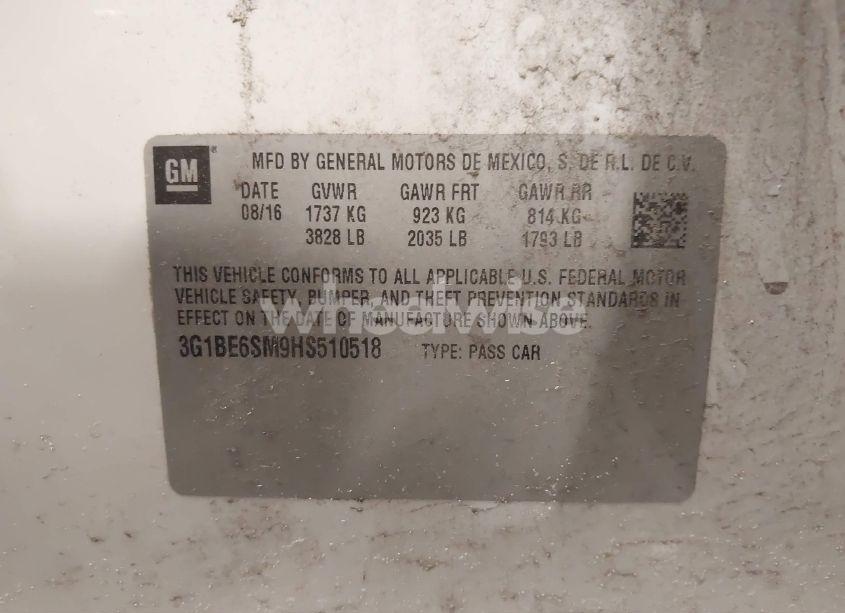 GM
MFD BY GENERAL MOTORS DE MEXICO, S. DE R.L. DE C.V.
DATE GVWR GAWR FRT GAWR RR
08/16 1737 KG 923 KG 814 KG
3828 LB 2035 LB 1793 LB
THIS VEHICLE CONFORMS TO ALL APPLICABLE U.S. FEDERAL MOTOR
VEHICLE SAFETY, BUMPER, AND THEFT PREVENTION STANDARDS IN
EFFECT ON THE DATE OF MANUFACTURE SHOWN ABOVE.
wheelwise
3G1BE6SM9HS510518 TYPE: PASS CAR